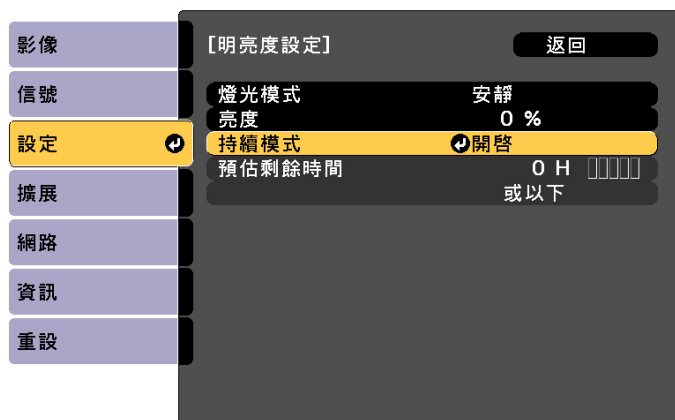 影像
信號
設定
擴展
網路
資訊
重設
[明亮度設定] 返回
燈光模式 安靜
亮度 0 %
持續模式 開啓
預估剩餘時間 0 H
或以下